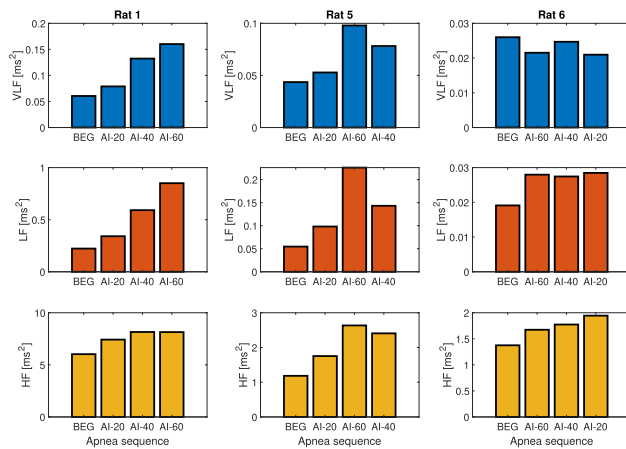 Rat 1
Rat 5
Rat 6
VLF [ms²]
0.2
0.15
0.1
0.05
0
BEG AI-20 AI-40 AI-60
VLF [ms²]
0.1
0.05
0
BEG AI-20 AI-60 AI-40
VLF [ms²]
0.03
0.02
0.01
0
BEG AI-60 AI-40 AI-20
LF [ms²]
1
0.5
0
BEG AI-20 AI-40 AI-60
LF [ms²]
0.2
0.15
0.1
0.05
0
BEG AI-20 AI-60 AI-40
LF [ms²]
0.03
0.02
0.01
0
BEG AI-60 AI-40 AI-20
HF [ms²]
10
5
0
BEG AI-20 AI-40 AI-60
Apnea sequence
HF [ms²]
3
2
1
0
BEG AI-20 AI-60 AI-40
Apnea sequence
HF [ms²]
2
1.5
1
0.5
0
BEG AI-60 AI-40 AI-20
Apnea sequence